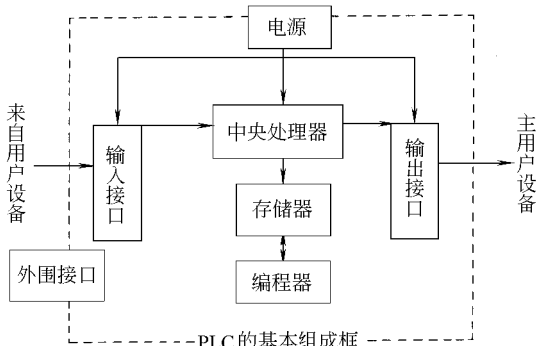 电源
来自用户设备
输入接口
中央处理器
输出接口
主用户设备
存储器
外围接口
编程器
PLC的基本组成框